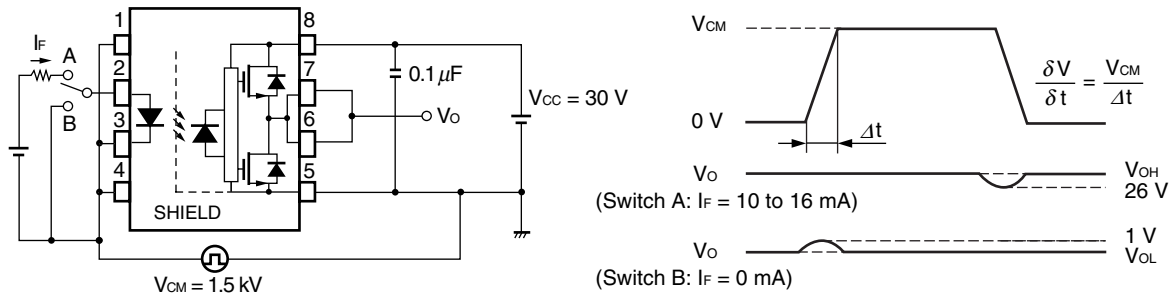 1
2
3
4
8
7
6
5
IF
A
B
SHIELD
0.1 μF
VO
VCC = 30 V
VCM = 1.5 kV
VCM
0 V
Δt
δV/δt = VCM/Δt
VO
VOH
26 V
(Switch A: IF = 10 to 16 mA)
VO
1 V
VOL
(Switch B: IF = 0 mA)